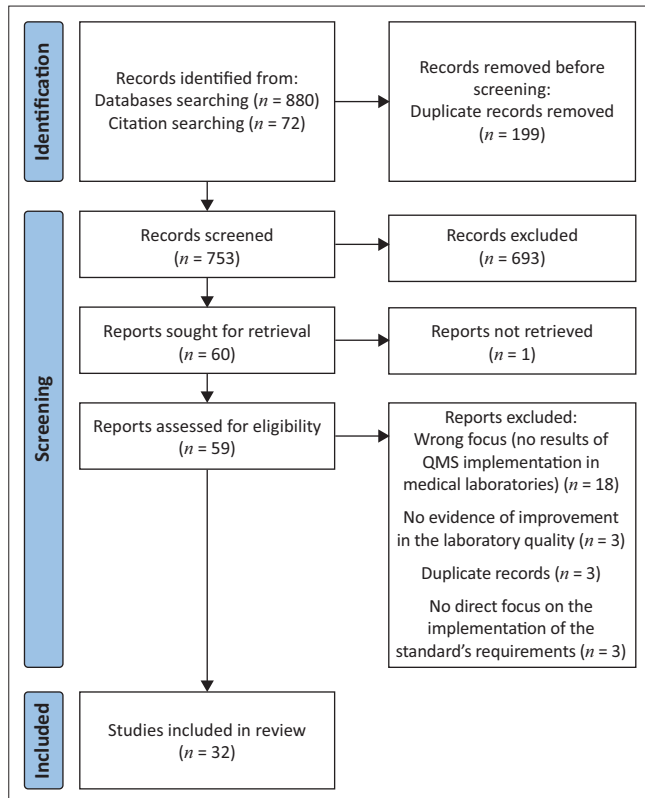 Identification
Records identified from:
Databases searching (n = 880)
Citation searching (n = 72)
Records removed before
screening:
Duplicate records removed
(n = 199)
Screening
Records screened
(n = 753)
Records excluded
(n = 693)
Reports sought for retrieval
(n = 60)
Reports not retrieved
(n = 1)
Reports assessed for eligibility
(n = 59)
Reports excluded:
Wrong focus (no results of
QMS implementation in
medical laboratories) (n = 18)
No evidence of improvement
in the laboratory quality (n = 3)
Duplicate records (n = 3)
No direct focus on the
implementation of the
standard’s requirements (n = 3)
Included
Studies included in review
(n = 32)